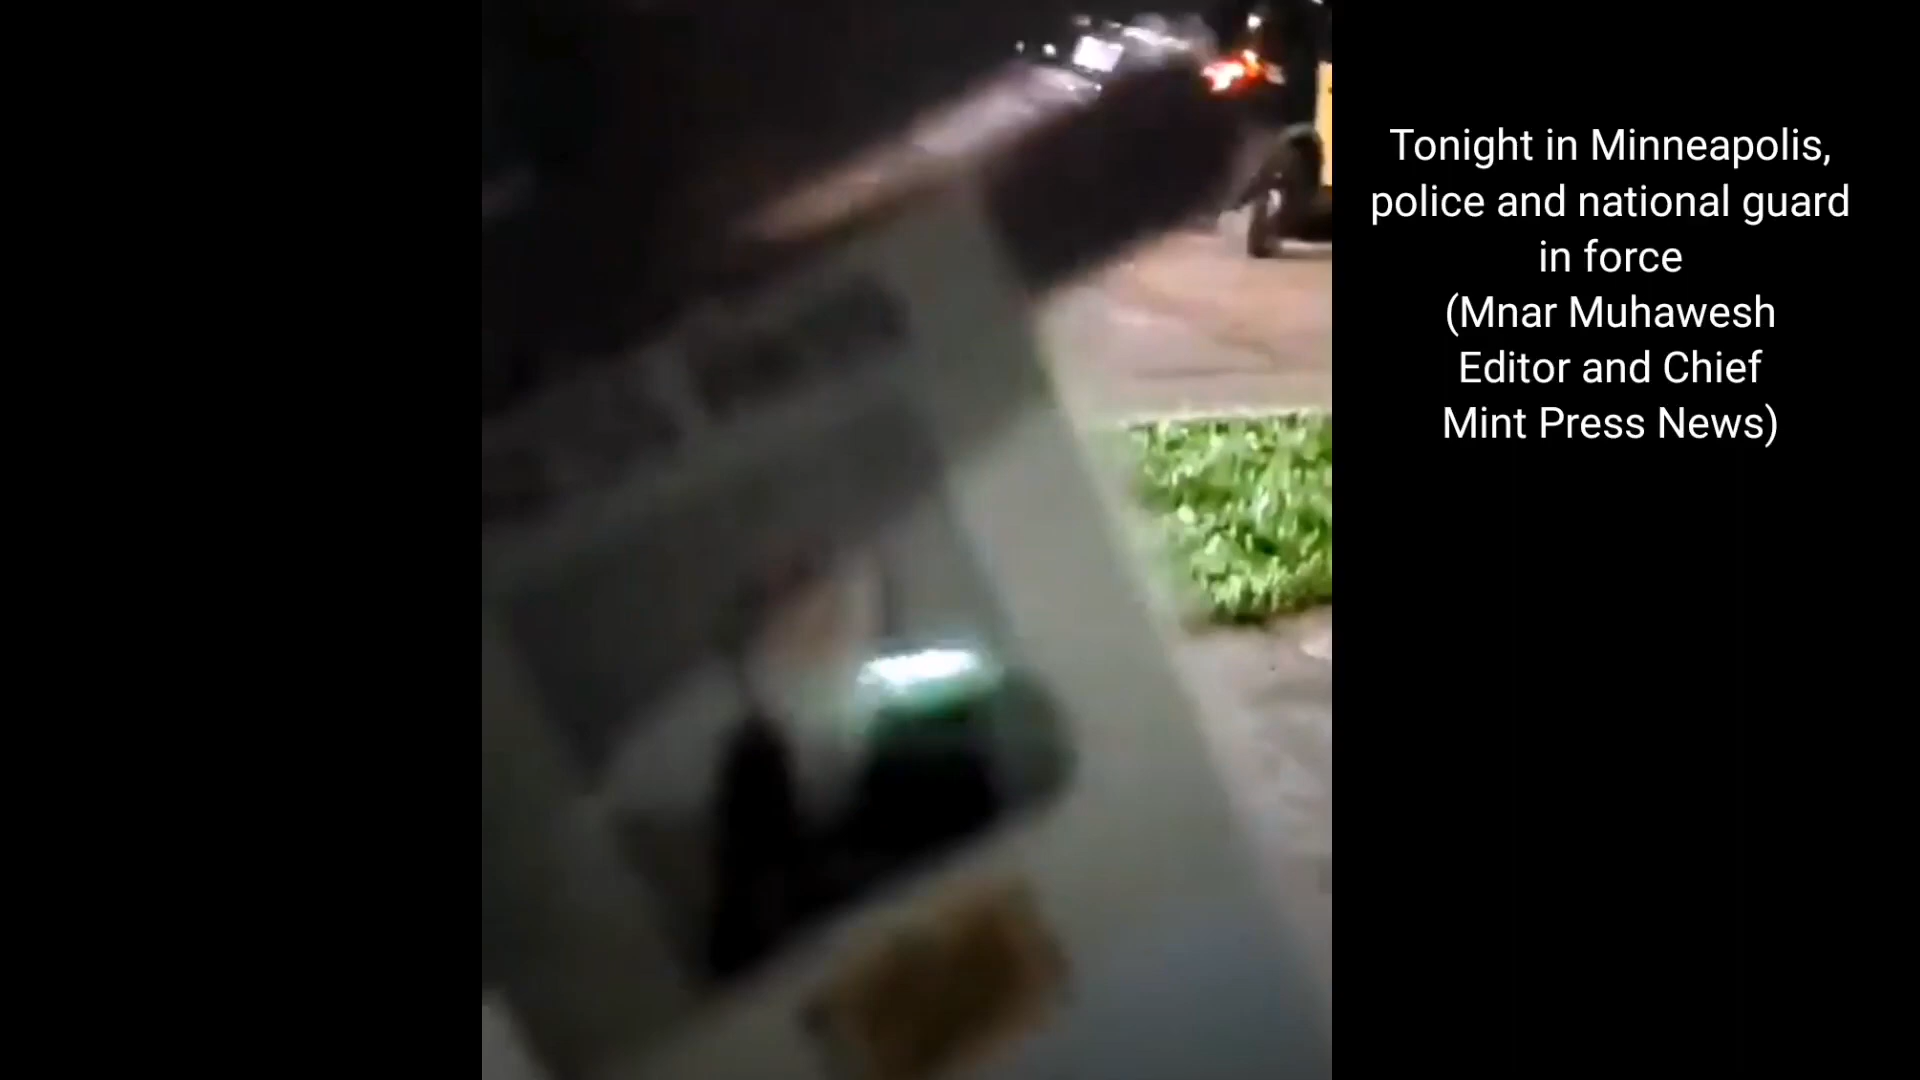 Tonight in Minneapolis,
police and national guard
in force
(Mnar Muhawesh
Editor and Chief
Mint Press News)